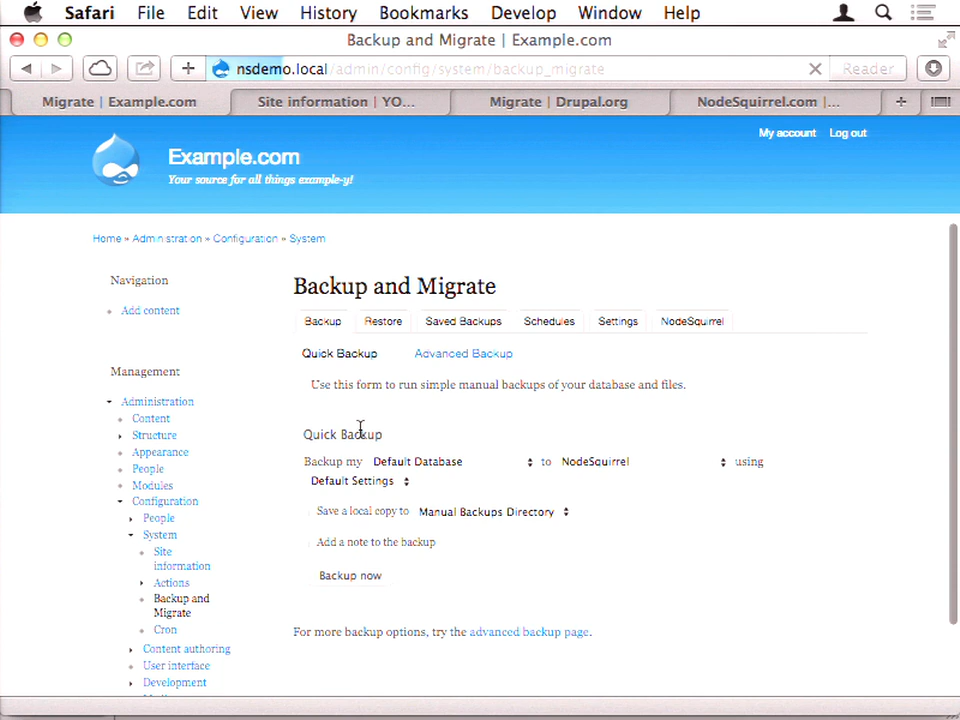 Safari File Edit View History Bookmarks Develop Window Help
Backup and Migrate | Example.com
nsdemo.local/admin/config/system/backup_migrate
Reader
Migrate | Example.com
Site information | YO...
Migrate | Drupal.org
NodeSquirrel.com |...
My account Log out
Example.com
Your source for all things example-y!
Home » Administration » Configuration » System
Navigation
Add content
Management
Administration
Content
Structure
Appearance
People
Modules
Configuration
People
System
Site
information
Actions
Backup and
Migrate
Cron
Content authoring
User interface
Development
Backup and Migrate
Backup Restore Saved Backups Schedules Settings NodeSquirrel
Quick Backup Advanced Backup
Use this form to run simple manual backups of your database and files.
Quick Backup
Backup my Default Database to NodeSquirrel using
Default Settings
Save a local copy to Manual Backups Directory
Add a note to the backup
Backup now
For more backup options, try the advanced backup page.